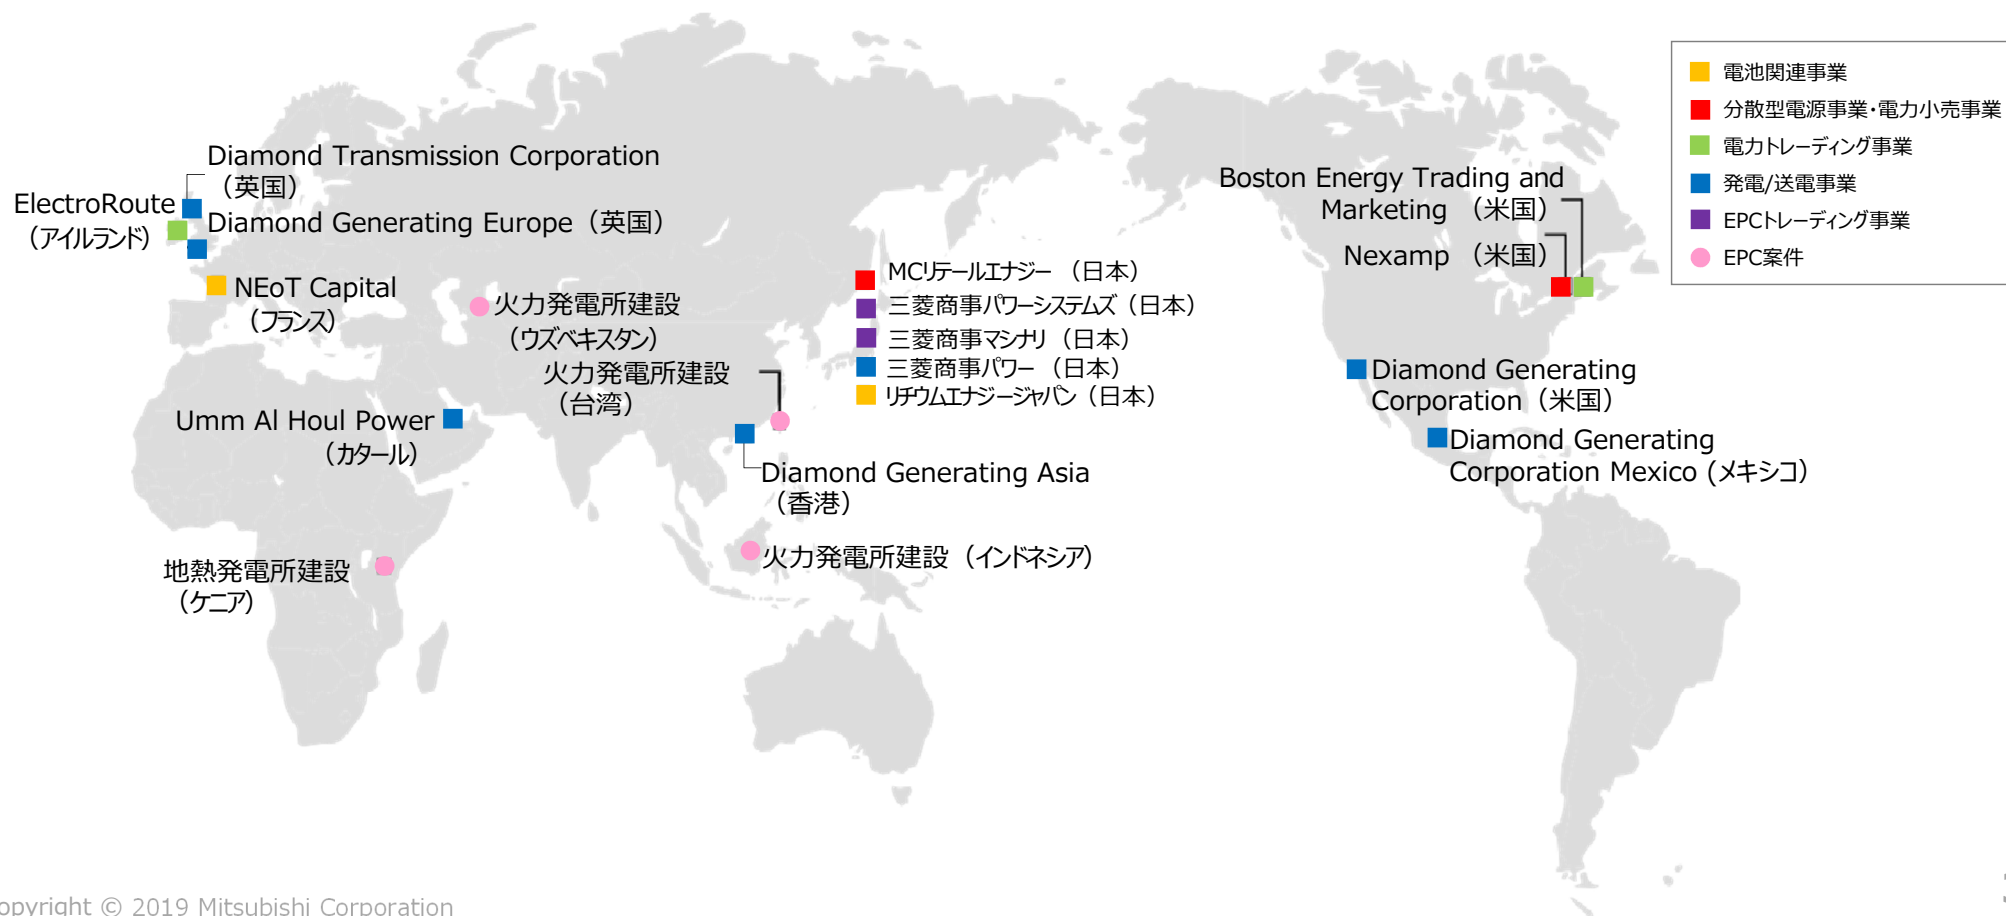 電池関連事業
分散型電源事業・電力小売事業
電力トレーディング事業
発電/送電事業
EPCトレーディング事業
EPC案件
Diamond Transmission Corporation
（英国）
ElectroRoute
（アイルランド）
Diamond Generating Europe（英国）
NEoT Capital
（フランス）
火力発電所建設
（ウズベキスタン）
火力発電所建設
（台湾）
MCリテールエナジー （日本）
三菱商事パワーシステムズ（日本）
三菱商事マシナリ （日本）
三菱商事パワー （日本）
リチウムエナジージャパン（日本）
Umm Al Houl Power
（カタール）
Diamond Generating Asia
（香港）
火力発電所建設（インドネシア）
地熱発電所建設
（ケニア）
Boston Energy Trading and
Marketing （米国）
Nexamp （米国）
Diamond Generating
Corporation（米国）
Diamond Generating
Corporation Mexico (メキシコ）
opyright © 2019 Mitsubishi Corporation